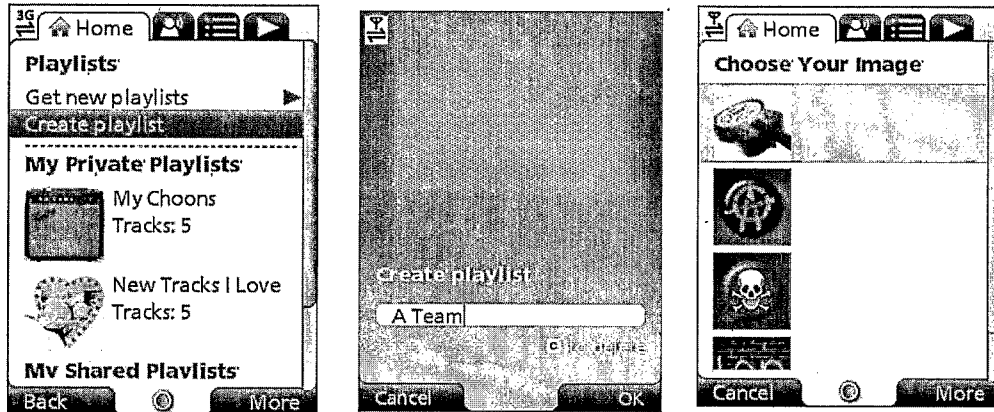 3G
Home
Playlists
Get new playlists
Create playlist
My Private Playlists
My Choons
Tracks: 5
New Tracks I Love
Tracks: 5
My Shared Playlists
Back
More
Create playlist
A Team
Cancel
OK
Home
Choose Your Image
Cancel
More